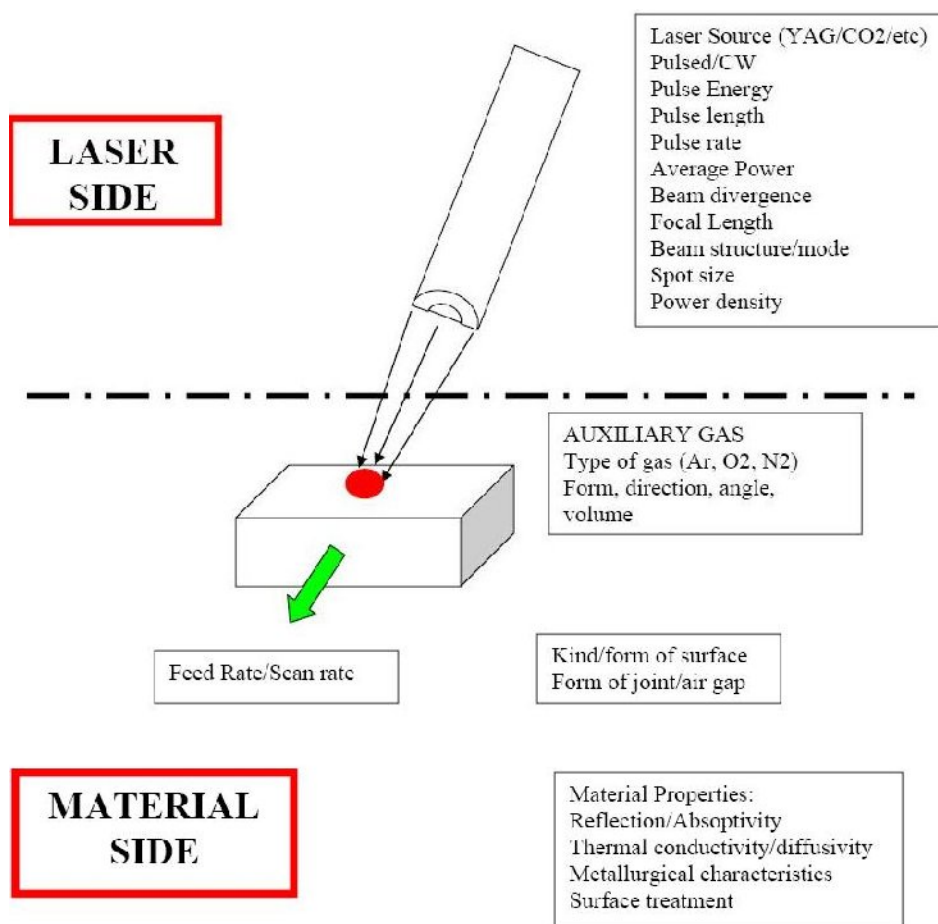 LASER
SIDE
Laser Source (YAG/CO2/etc)
Pulsed/CW
Pulse Energy
Pulse length
Pulse rate
Average Power
Beam divergence
Focal Length
Beam structure/mode
Spot size
Power density
AUXILIARY GAS
Type of gas (Ar, O2, N2)
Form, direction, angle,
volume
Feed Rate/Scan rate
Kind/form of surface
Form of joint/air gap
MATERIAL
SIDE
Material Properties:
Reflection/Absoptivity
Thermal conductivity/diffusivity
Metallurgical characteristics
Surface treatment